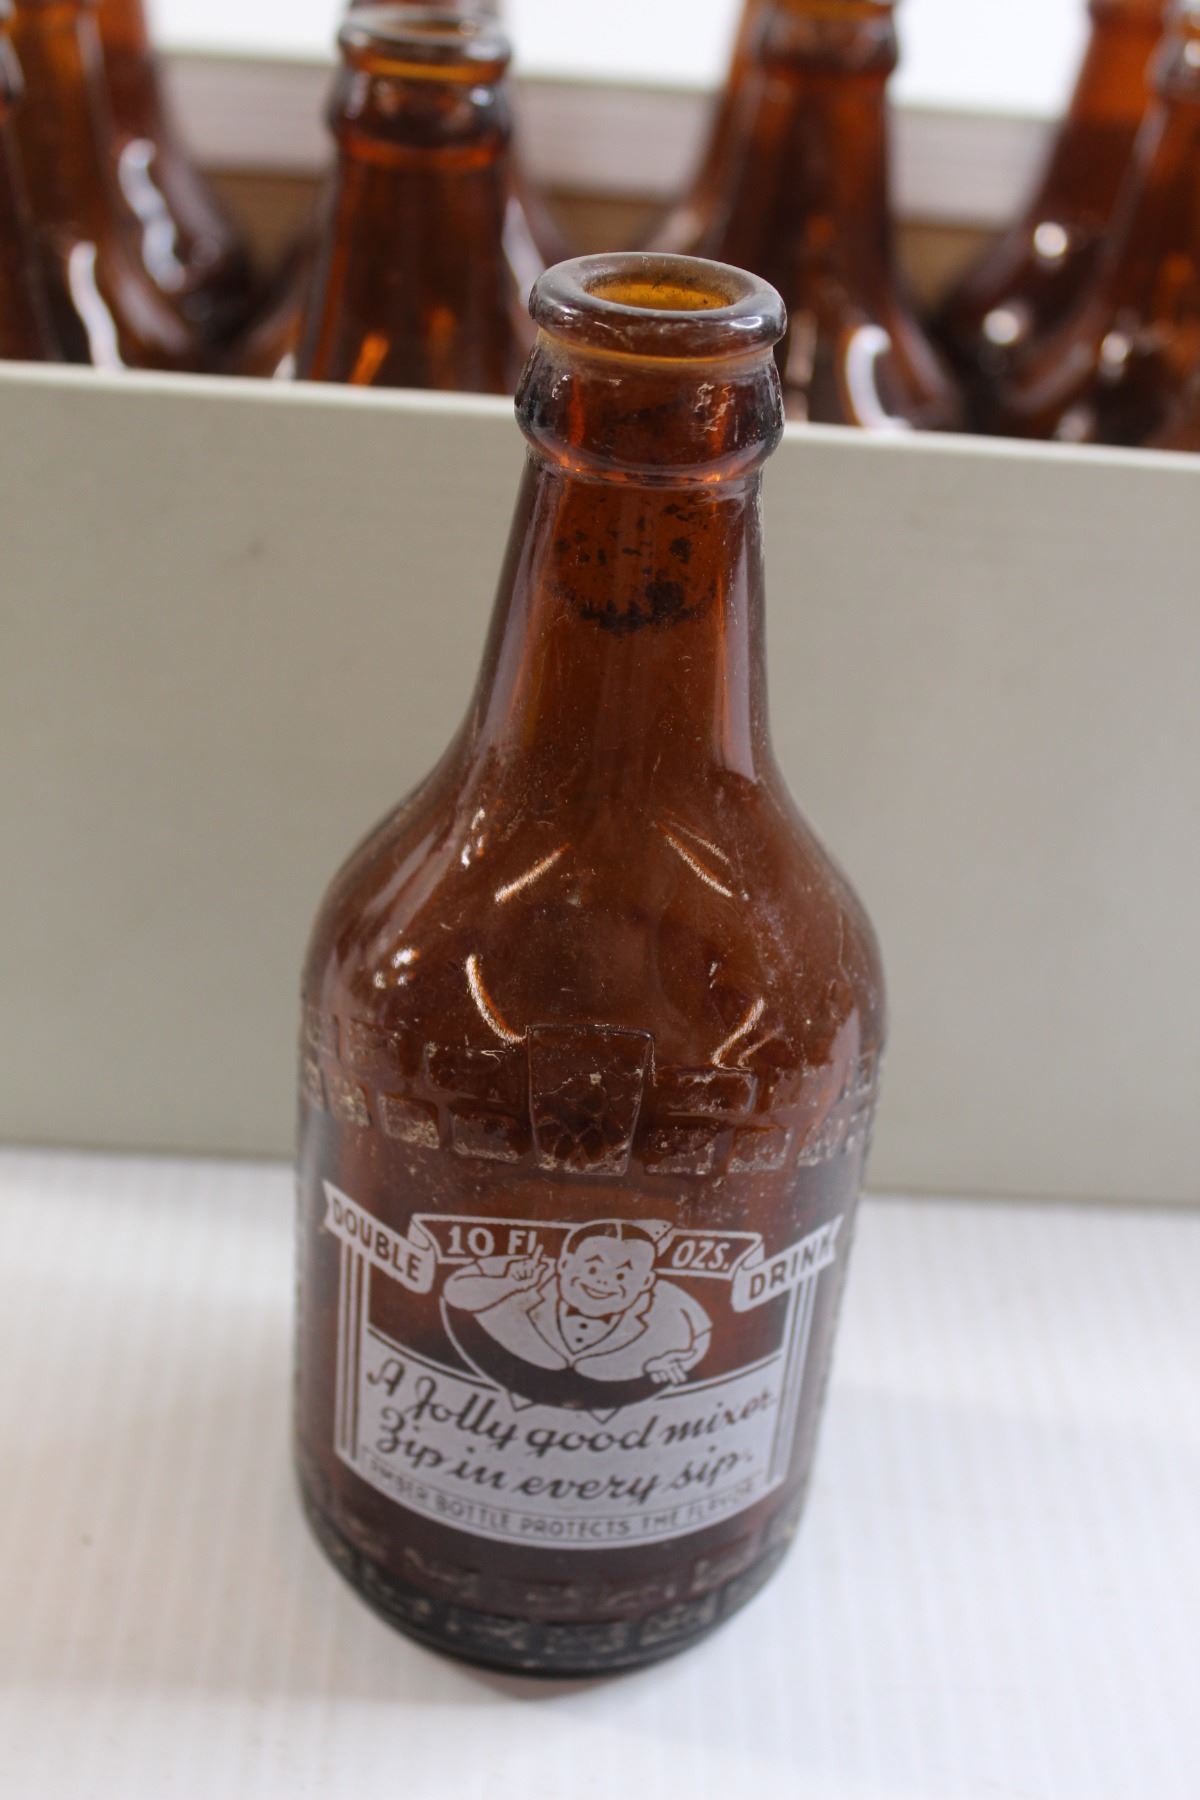 DOUBLE 10 Fl. OZS. DRINK
A Jolly good mixer
Zip in every sip.
AMBER BOTTLE PROTECTS THE FLAVOR